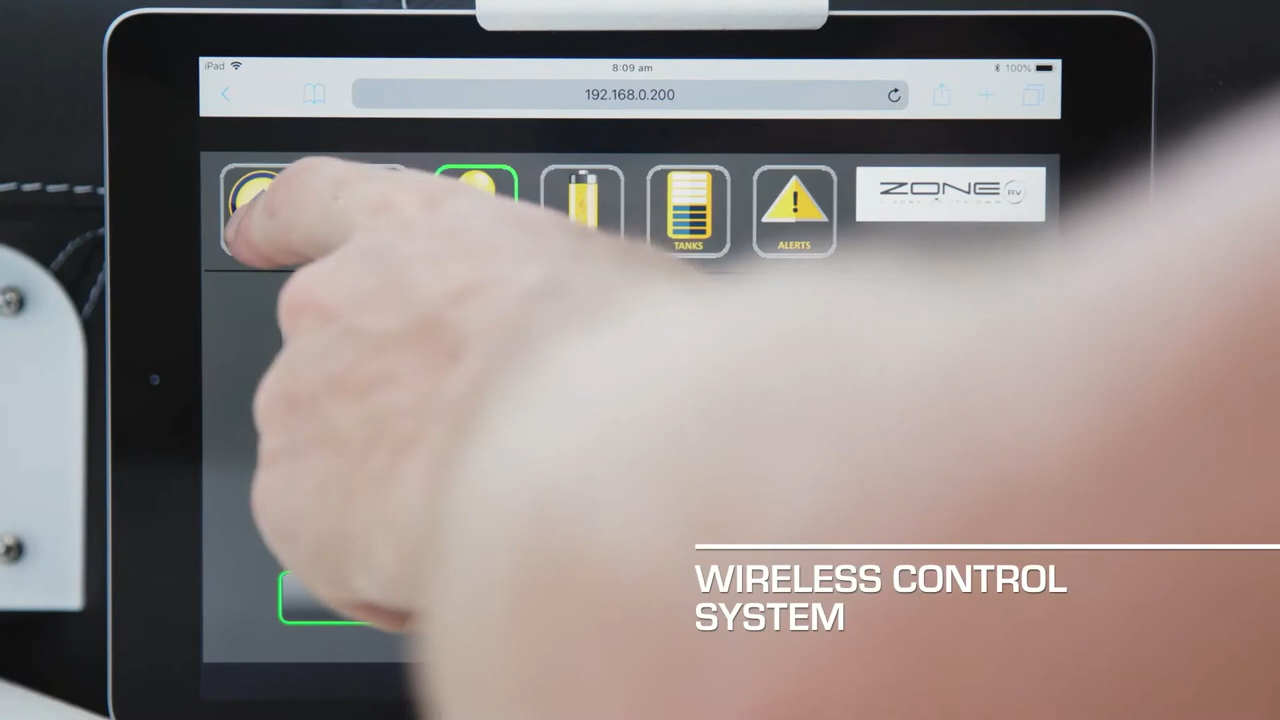 iPad
8:09 am
100%
192.168.0.200
TANKS
ALERTS
ZONE RV
WIRELESS CONTROL
SYSTEM